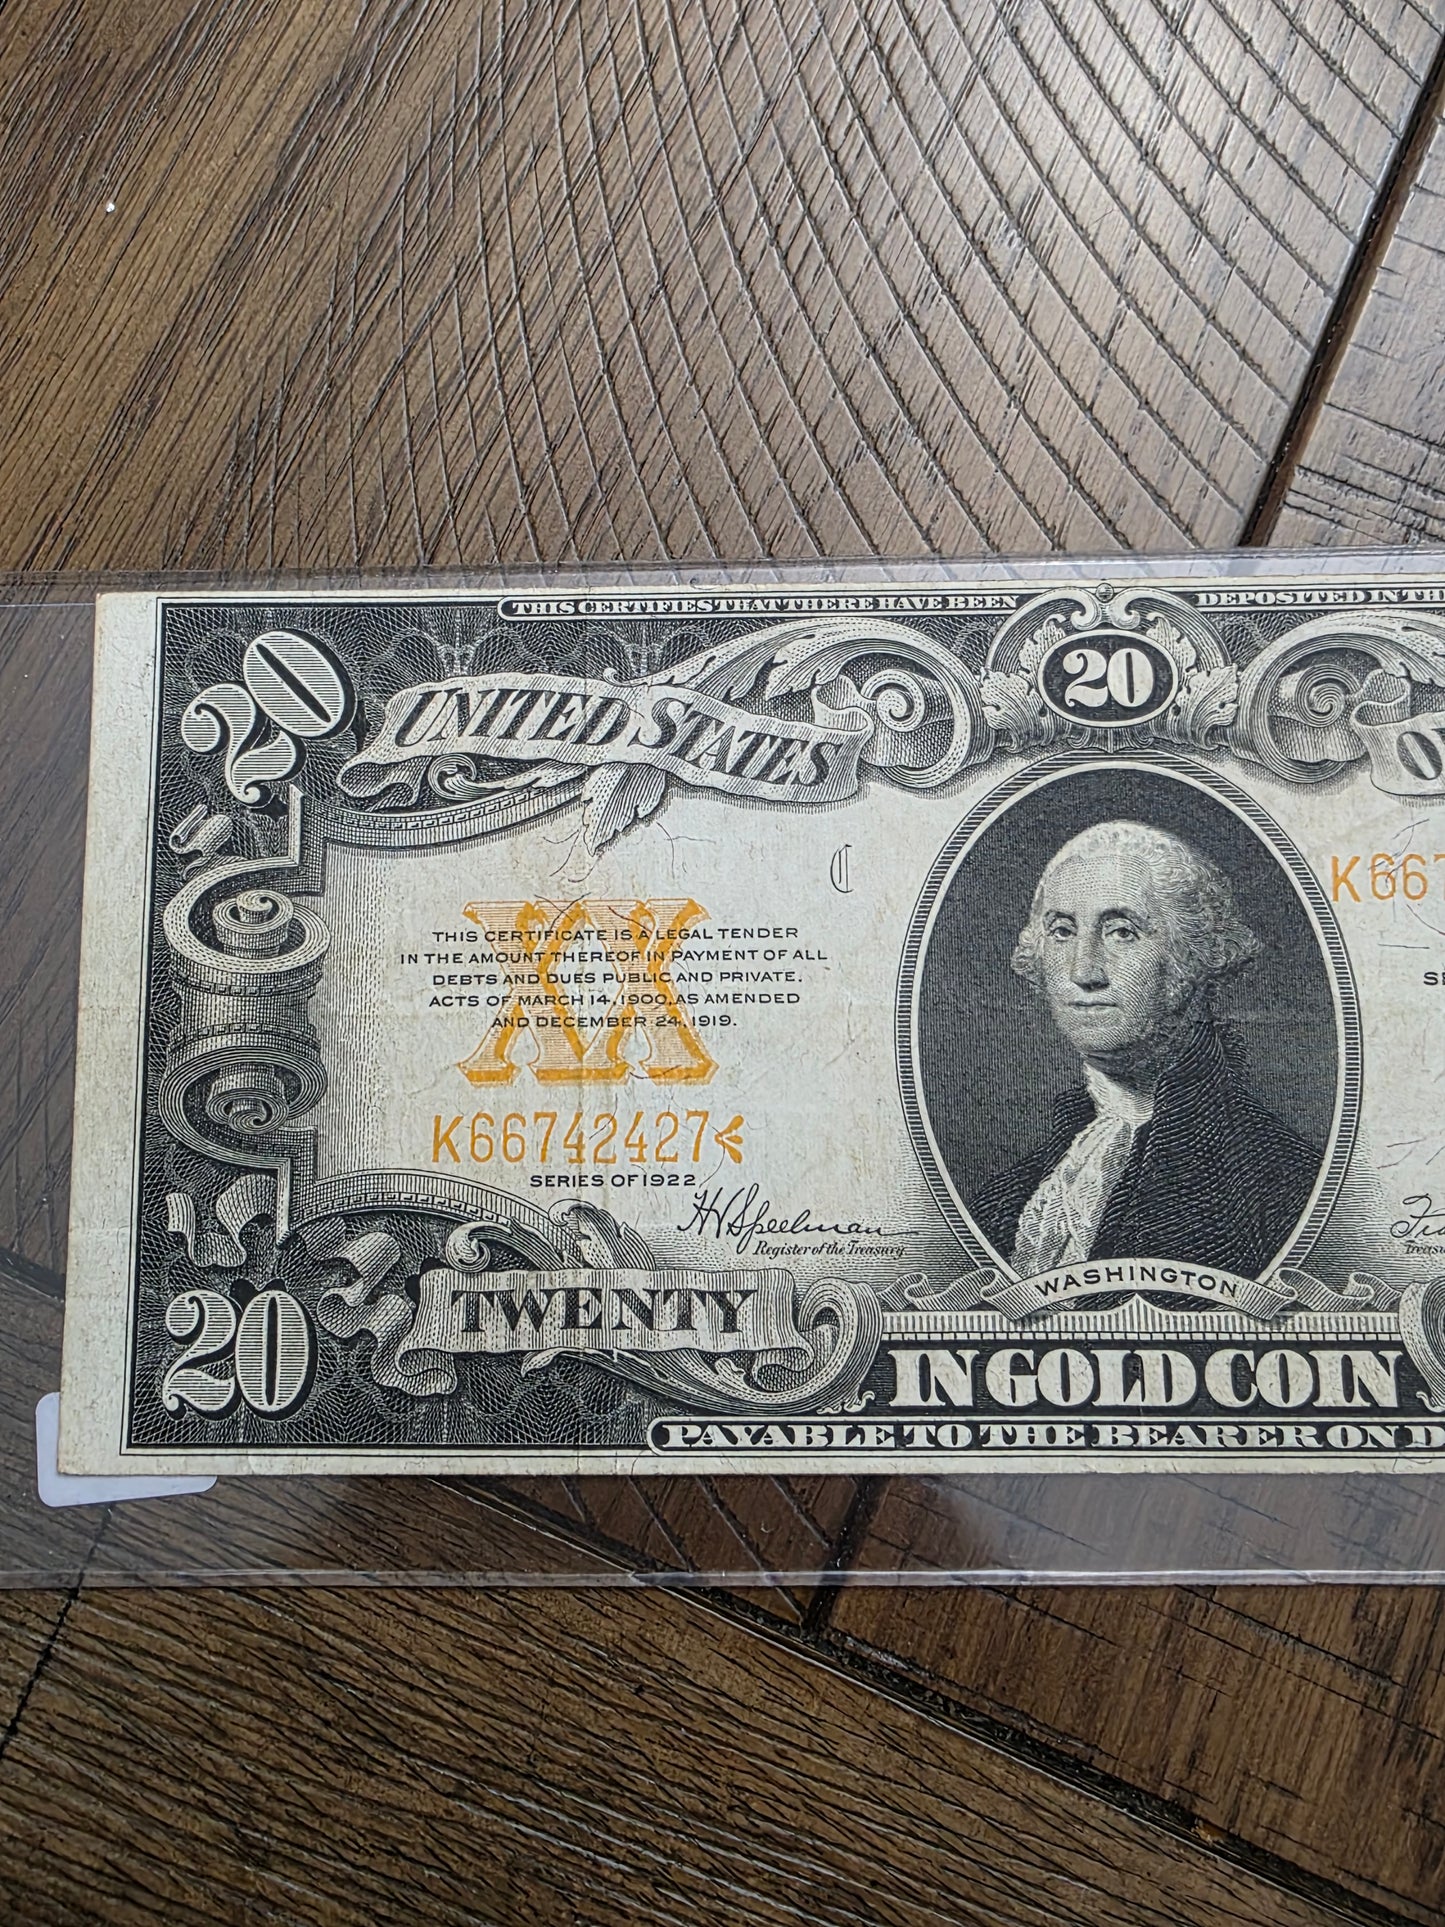 THIS CERTIFIES THAT THERE HAVE BEEN
DEPOSITED IN TH
20
20
UNITED STATES
C
K667
THIS CERTIFICATE IS A LEGAL TENDER
IN THE AMOUNT THEREOF IN PAYMENT OF ALL
DEBTS AND DUES PUBLIC AND PRIVATE.
ACTS OF MARCH 14, 1900, AS AMENDED
AND DECEMBER 24, 1919.
XX
K66742427
SERIES OF 1922
H V Speelman
Register of the Treasury
20
TWENTY
WASHINGTON
IN GOLD COIN
PAYABLE TO THE BEARER ON D